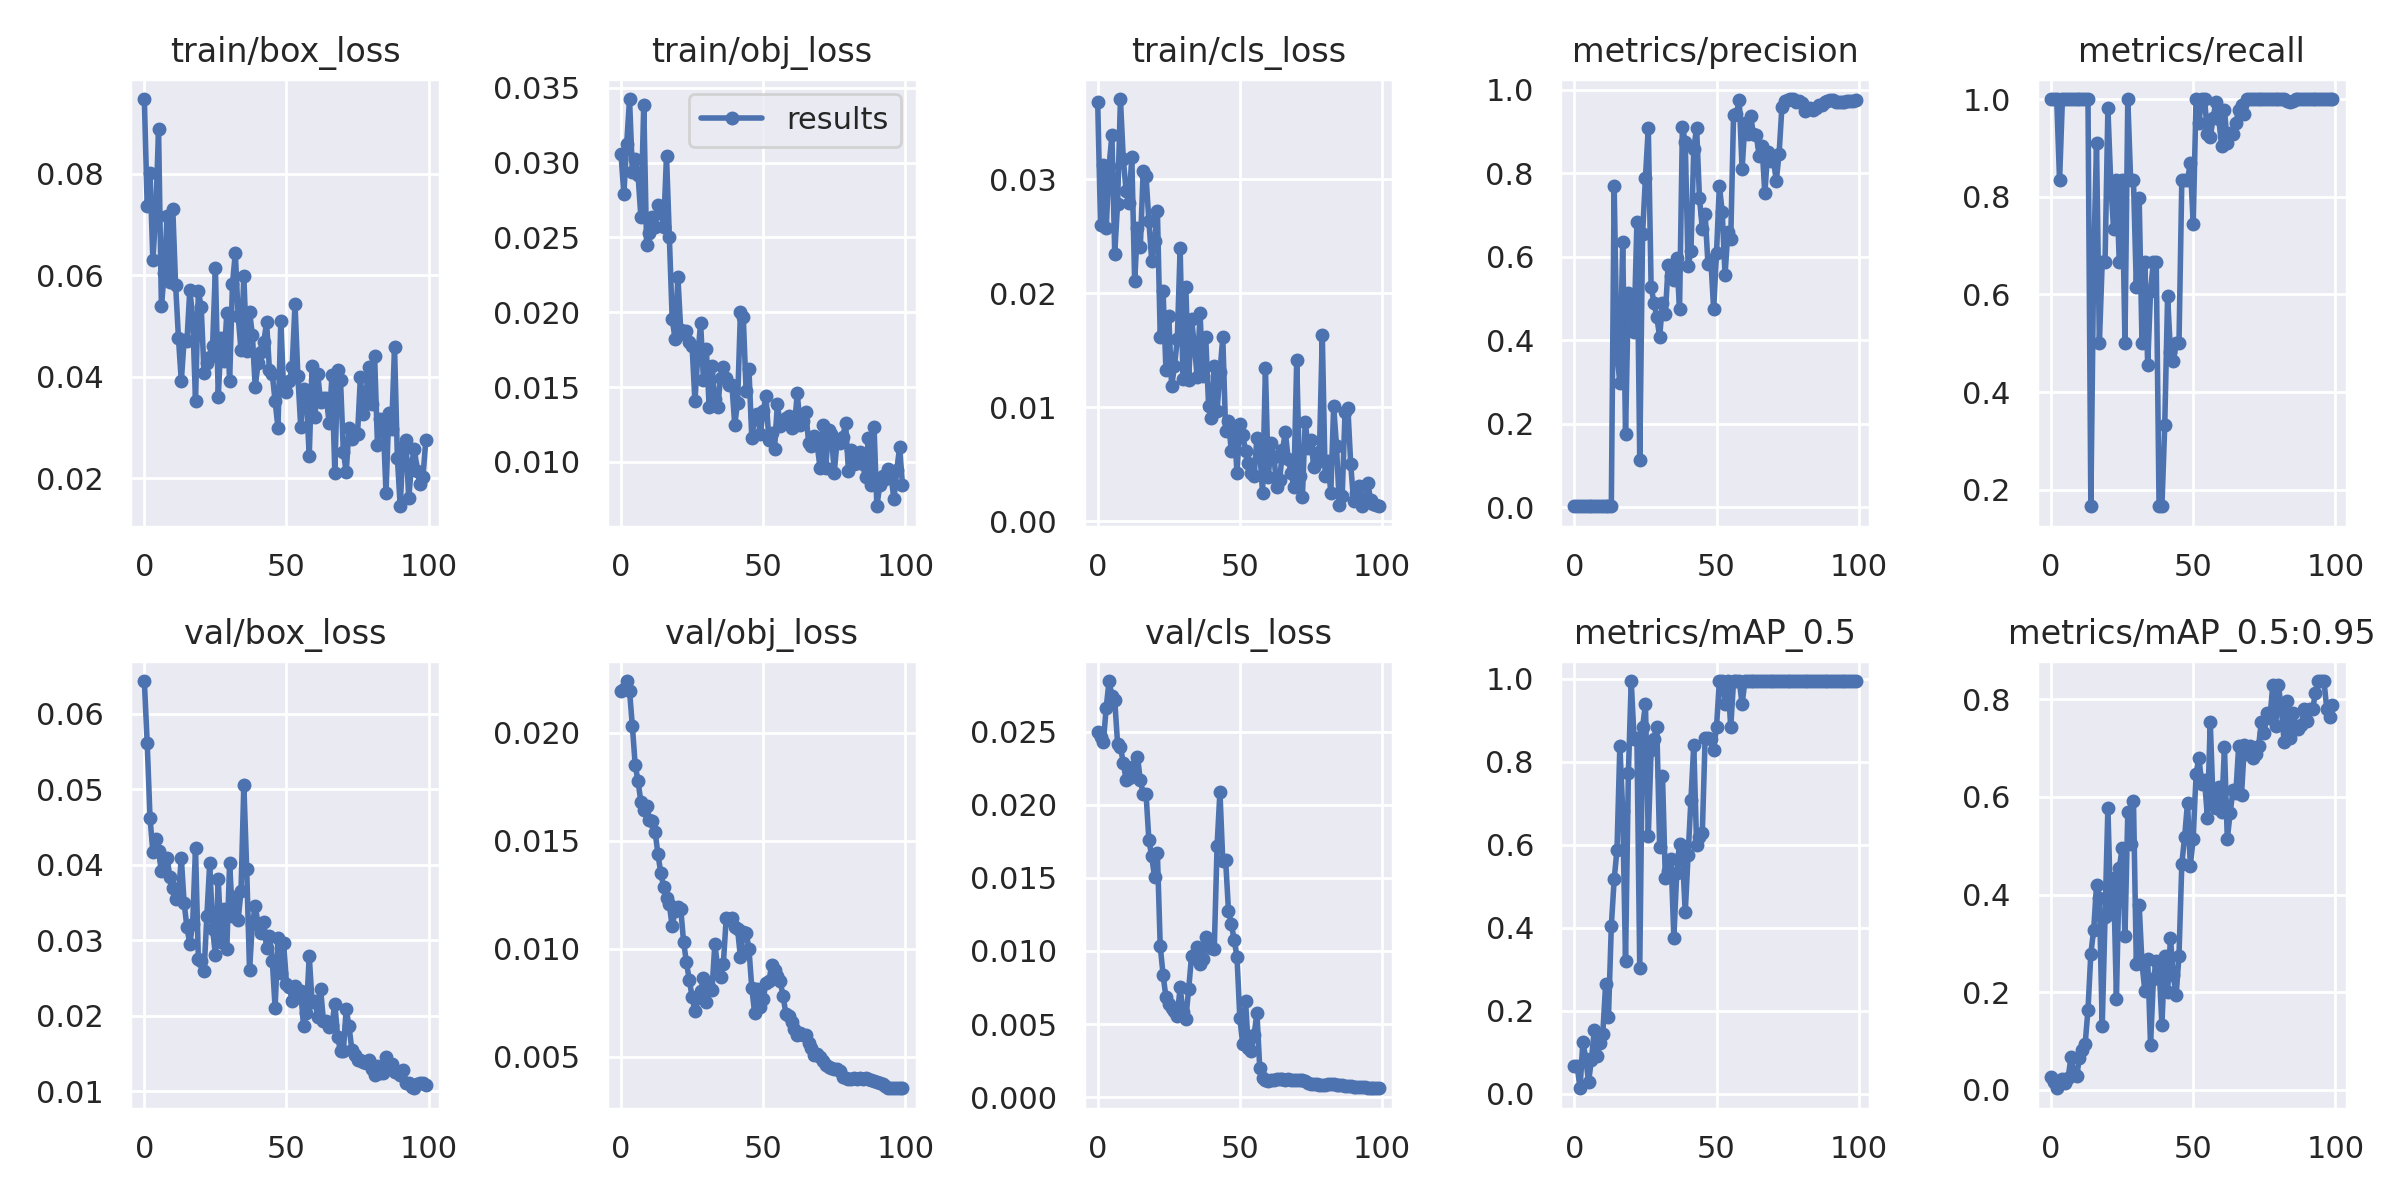 train/box_loss
0.08
0.06
0.04
0.02
0 50 100
train/obj_loss
results
0.035
0.030
0.025
0.020
0.015
0.010
0 50 100
train/cls_loss
0.03
0.02
0.01
0.00
0 50 100
metrics/precision
1.0
0.8
0.6
0.4
0.2
0.0
0 50 100
metrics/recall
1.0
0.8
0.6
0.4
0.2
0 50 100
val/box_loss
0.06
0.05
0.04
0.03
0.02
0.01
0 50 100
val/obj_loss
0.020
0.015
0.010
0.005
0 50 100
val/cls_loss
0.025
0.020
0.015
0.010
0.005
0.000
0 50 100
metrics/mAP_0.5
1.0
0.8
0.6
0.4
0.2
0.0
0 50 100
metrics/mAP_0.5:0.95
0.8
0.6
0.4
0.2
0.0
0 50 100